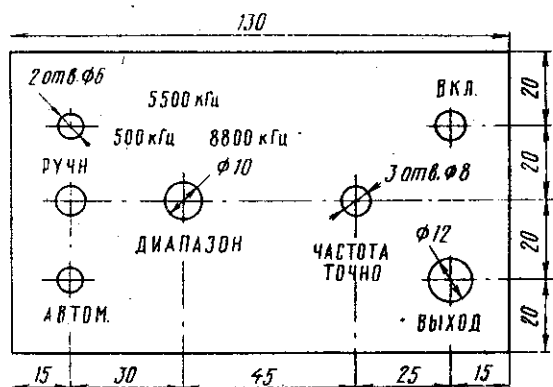 130
2 отв. ф6
5500 кГц
ВКЛ.
20
500 кГц
8800 кГц
РУЧН
ф10
3 отв. ф8
20
ДИАПАЗОН
ЧАСТОТА
ТОЧНО
ф12
20
АВТОМ.
ВЫХОД
20
15
30
45
25
15